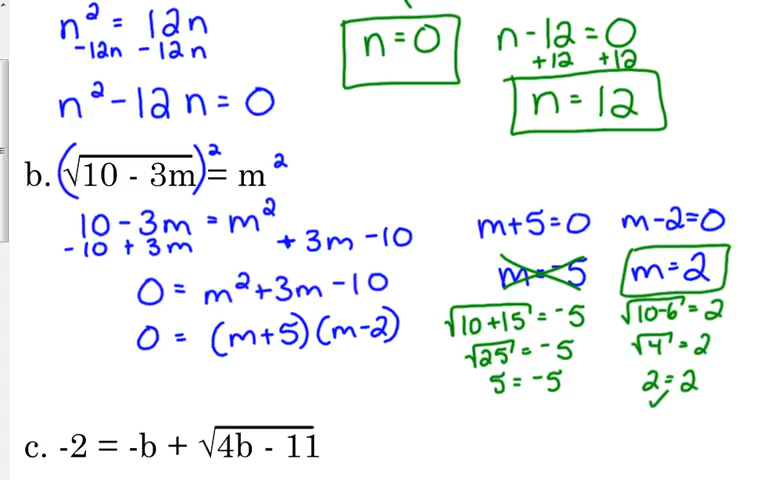 n² = 12n
-12n -12n
n² - 12n = 0
n = 0
n - 12 = 0
+12 +12
n = 12
b. (√10 - 3m)² = m²
10 - 3m = m²
-10 + 3m + 3m - 10
0 = m² + 3m - 10
0 = (m+5)(m-2)
m+5=0
m = -5
√10+15 = -5
√25 = -5
5 = -5
m-2=0
m = 2
√10-6 = 2
√4 = 2
2 = 2
✓
c. -2 = -b + √4b - 11